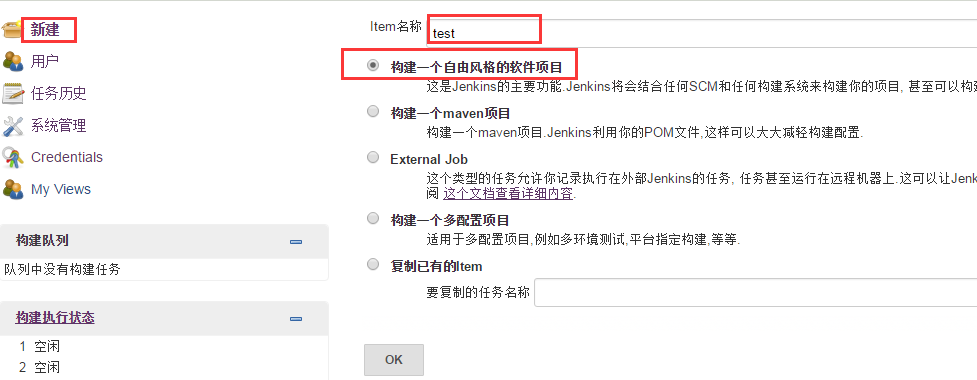 新建
用户
任务历史
系统管理
Credentials
My Views
构建队列
队列中没有构建任务
构建执行状态
1 空闲
2 空闲
Item名称
test
构建一个自由风格的软件项目
这是Jenkins的主要功能.Jenkins将会结合任何SCM和任何构建系统来构建你的项目, 甚至可以构
构建一个maven项目
构建一个maven项目.Jenkins利用你的POM文件,这样可以大大减轻构建配置.
External Job
这个类型的任务允许你记录执行在外部Jenkins的任务, 任务甚至运行在远程机器上.这可以让Jen
阅 这个文档查看详细内容.
构建一个多配置项目
适用于多配置项目,例如多环境测试,平台指定构建,等等.
复制已有的Item
要复制的任务名称
OK